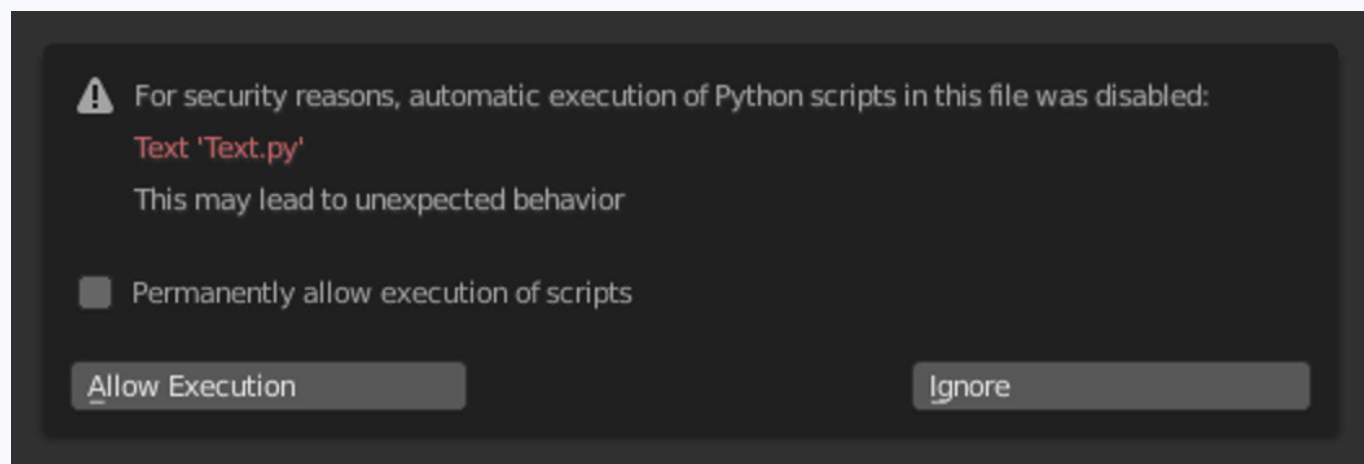 For security reasons, automatic execution of Python scripts in this file was disabled:
Text 'Text.py'
This may lead to unexpected behavior
Permanently allow execution of scripts
Allow Execution
Ignore